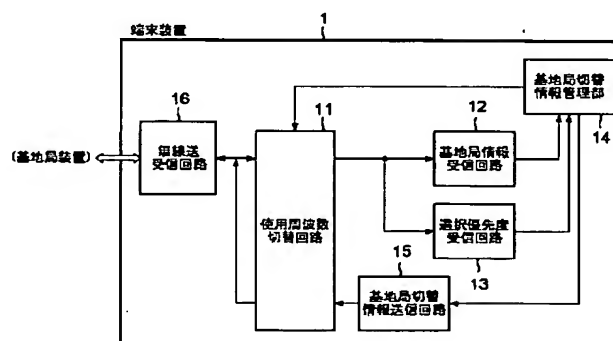 端末装置
1
基地局切替
情報管理部
14
16
無線送
受信回路
(基地局装置)
11
使用周波数
切替回路
12
基地局情報
受信回路
選択優先度
受信回路
13
15
基地局切替
情報送信回路